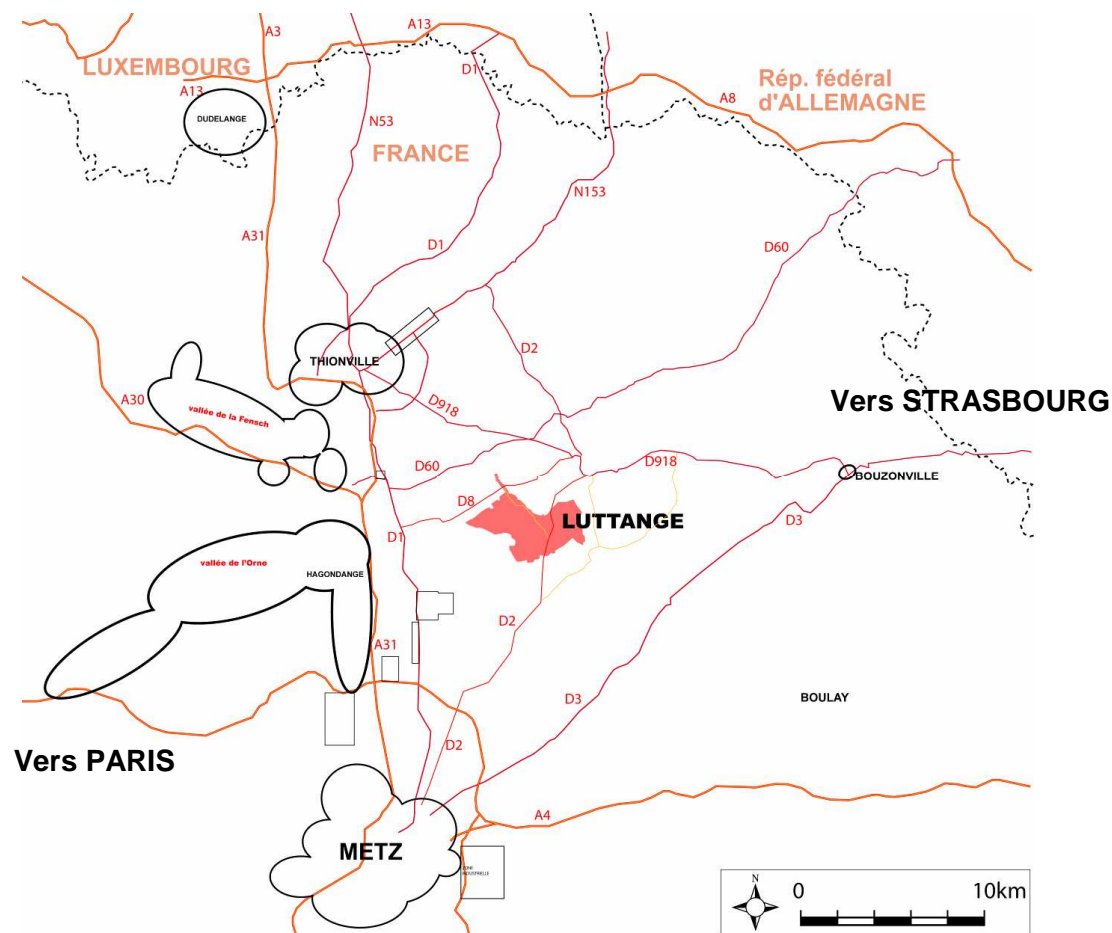 A3
A13
LUXEMBOURG
D1
A13
Rép. fédéral
d'ALLEMAGNE
A8
DUDELANGE
N53
FRANCE
N153
A31
D1
D60
THIONVILLE
D2
A30
vallée de la Fensch
D918
Vers STRASBOURG
D60
D918
BOUZONVILLE
D8
LUTTANGE
D3
D1
vallée de l'Orne
HAGONDANGE
D2
A31
D3
BOULAY
D2
Vers PARIS
A4
METZ
ZONE
INDUSTRIELLE
N
0 10km